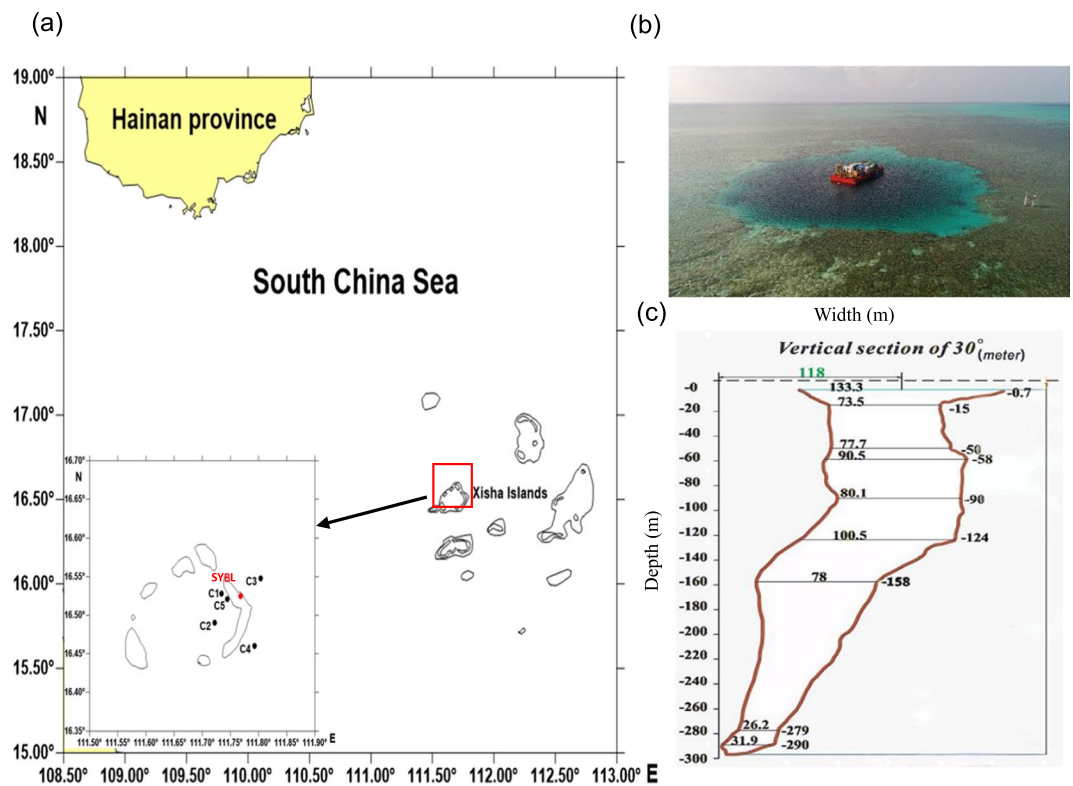 (a)
19.00°
18.50°
18.00°
17.50°
17.00°
16.50°
16.00°
15.50°
15.00°
N
Hainan province
South China Sea
Xisha Islands
108.50° 109.00° 109.50° 110.00° 110.50° 111.00° 111.50° 112.00° 112.50° 113.00° E
16.70°
16.65°
16.60°
16.55°
16.50°
16.45°
16.40°
16.35°
N
SYBL
C3
C1
C5
C2
C4
111.50° 111.55° 111.60° 111.65° 111.70° 111.75° 111.80° 111.85° 111.90° E
(b)
(c)
Width (m)
Vertical section of 30°(meter)
118
Depth (m)
-0
-20
-40
-60
-80
-100
-120
-140
-160
-180
-200
-220
-240
-260
-280
-300
133.3 -0.7
73.5 -15
77.7 -50
90.5 -58
80.1 -90
100.5 -124
78 -158
26.2 -279
31.9 -290